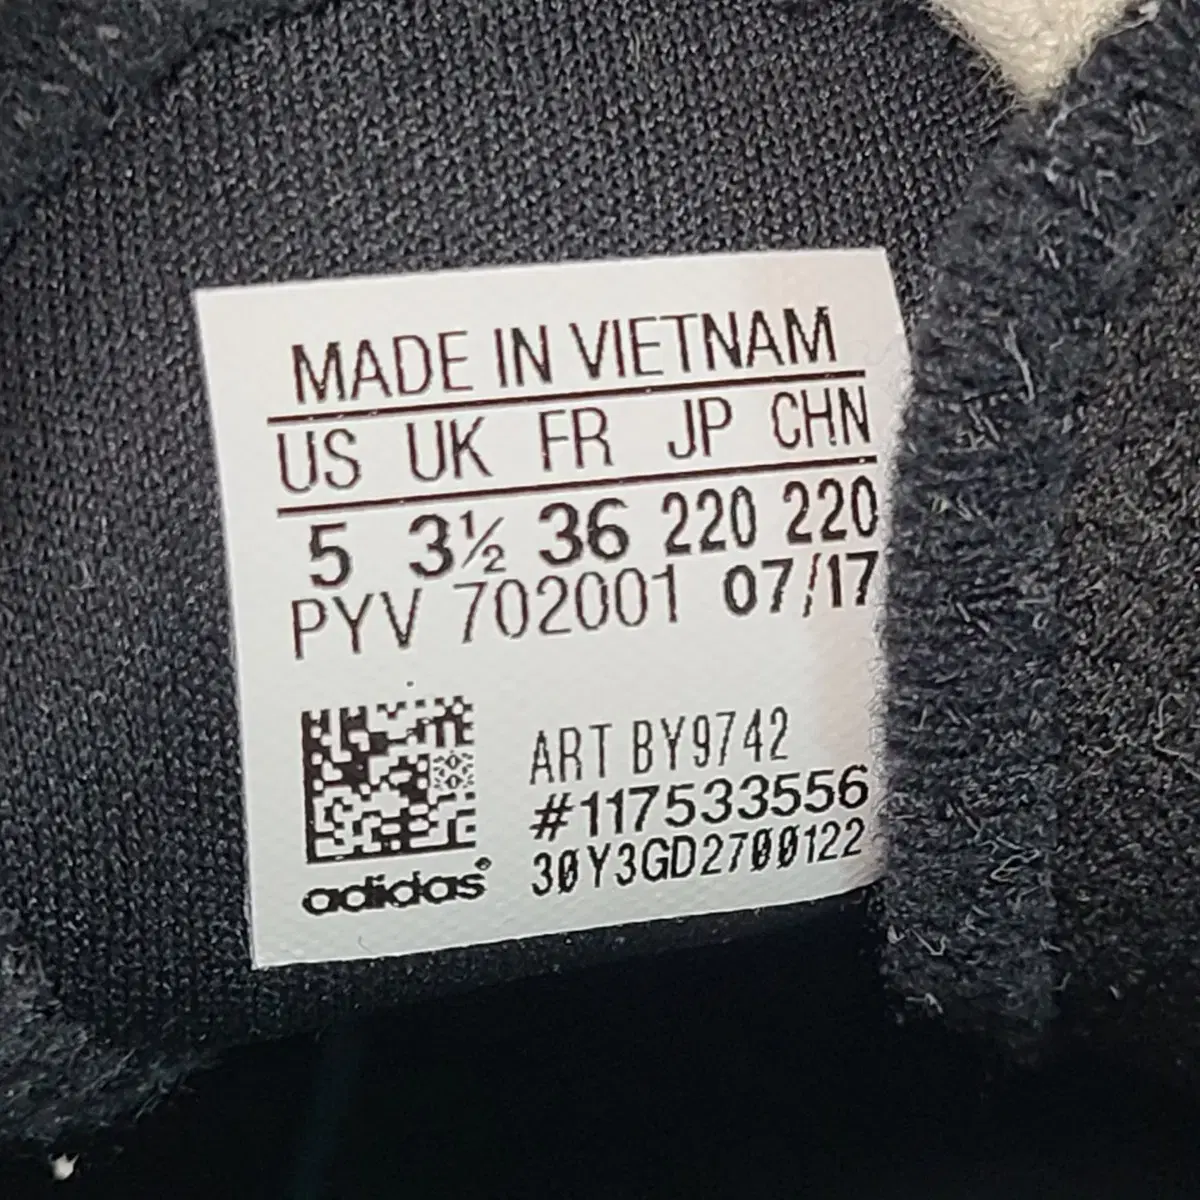 MADE IN VIETNAM
US UK FR JP CHN
5 3½ 36 220 220
PYV 702001 07/17
ART BY9742
#117533556
30Y3GD2700122
adidas®